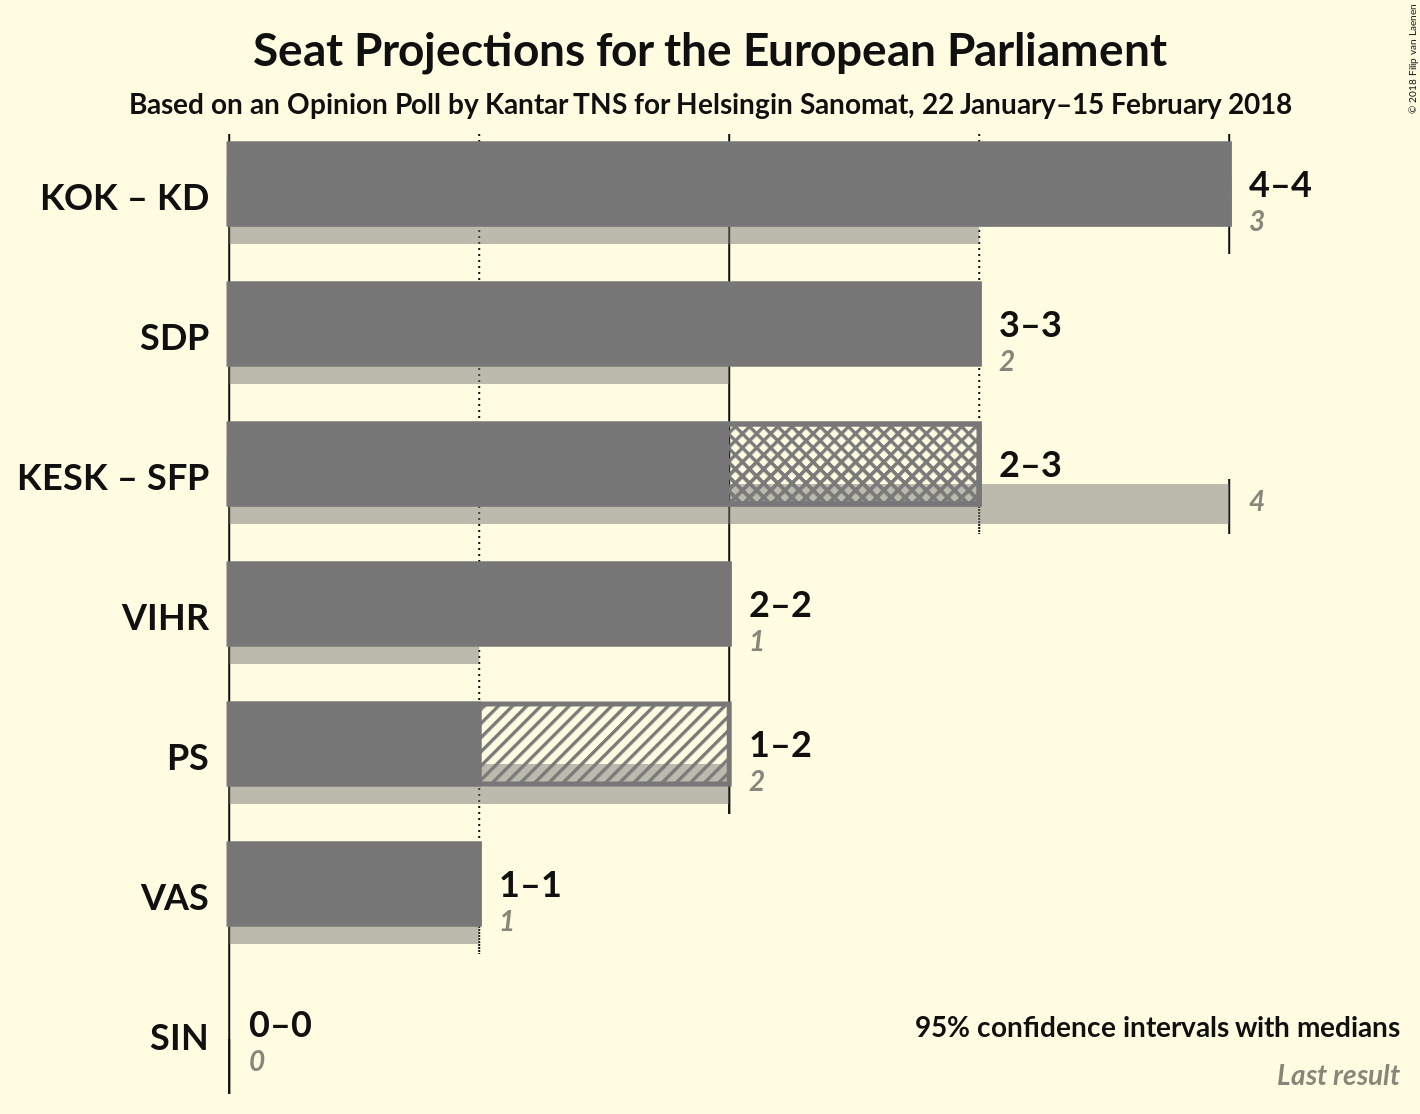 Seat Projections for the European Parliament
Based on an Opinion Poll by Kantar TNS for Helsingin Sanomat, 22 January–15 February 2018
© 2018 Filip van Laenen
KOK – KD
4–4
3
SDP
3–3
2
KESK – SFP
2–3
4
VIHR
2–2
1
PS
1–2
2
VAS
1–1
1
SIN
0–0
0
95% confidence intervals with medians
Last result